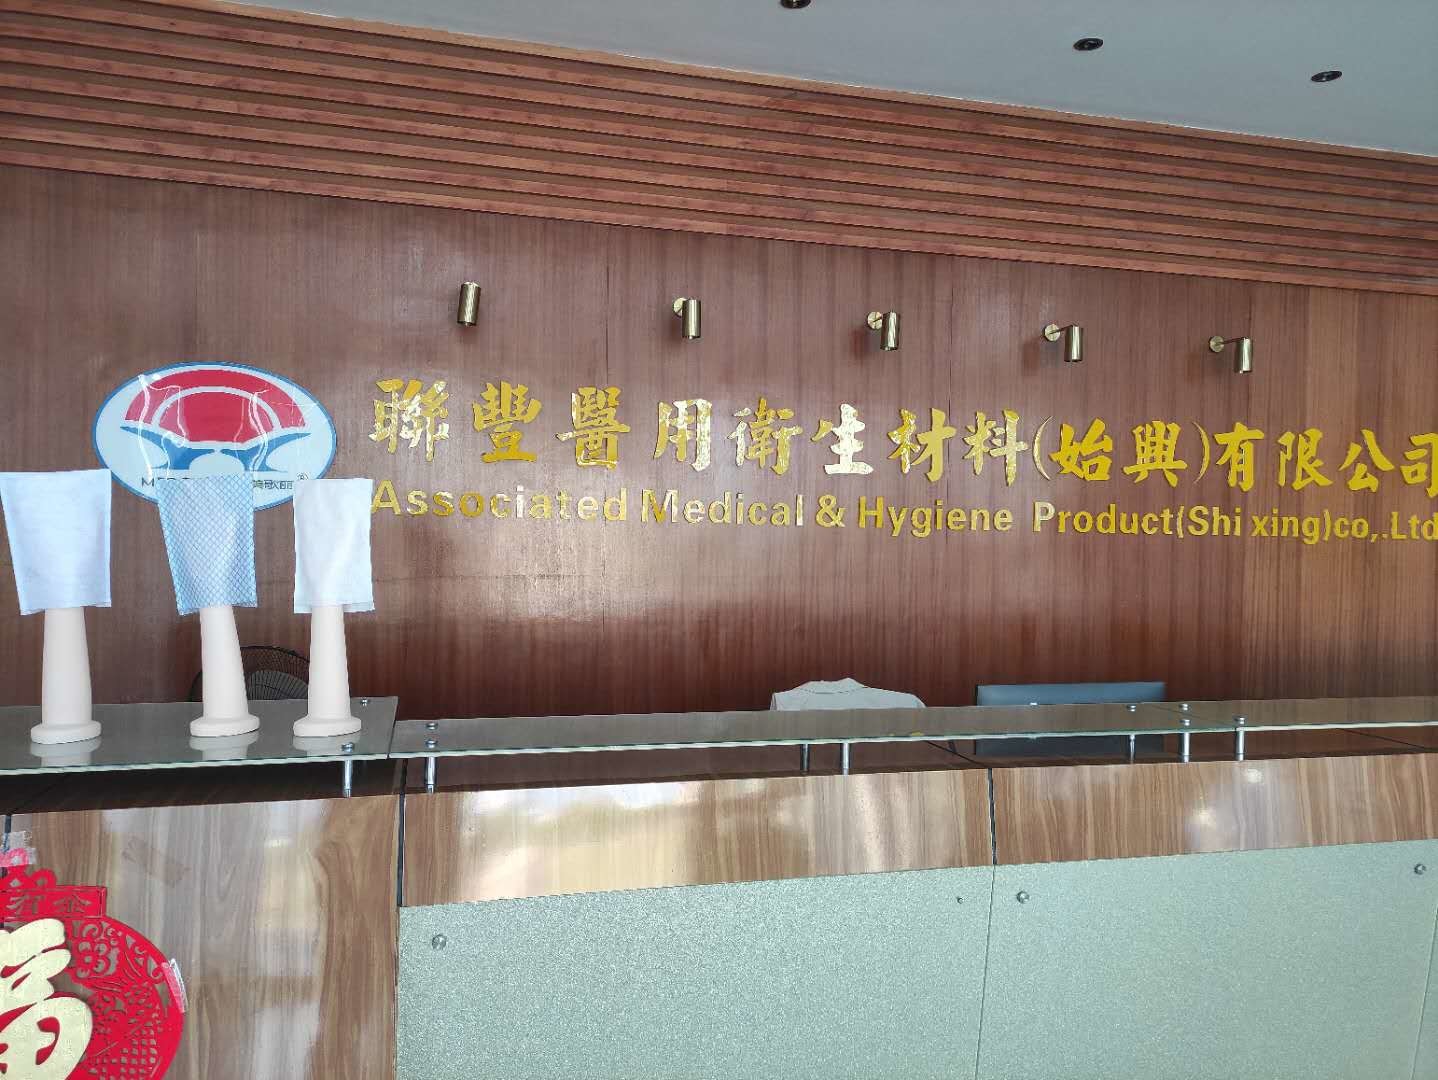 聯豐醫用衛生材料(始興)有限公司
Associated Medical & Hygiene Product(Shi xing)co,.Ltd
®
福